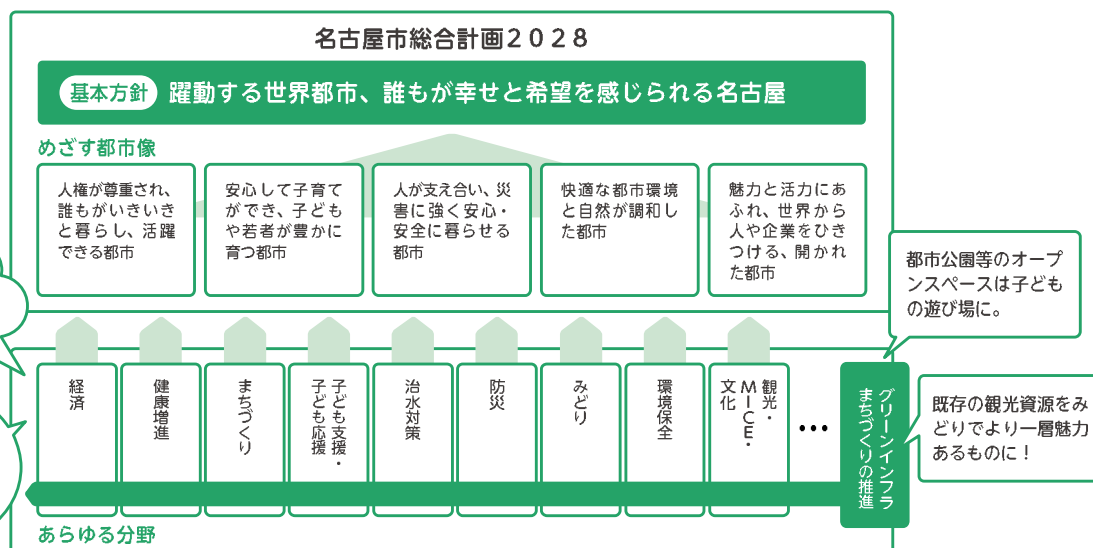 名古屋市総合計画2028
基本方針 躍動する世界都市、誰もが幸せと希望を感じられる名古屋
めざす都市像
人権が尊重され、
誰もがいきいき
と暮らし、活躍
できる都市
安心して子育て
ができ、子ども
や若者が豊かに
育つ都市
人が支え合い、災
害に強く安心・
安全に暮らせる
都市
快適な都市環境
と自然が調和し
た都市
魅力と活力にあ
ふれ、世界から
人や企業をひき
つける、開かれ
た都市
都市公園等のオープ
ンスペースは子ども
の遊び場に。
経済
健康増進
まちづくり
子ども支援・
子ども応援
治水対策
防災
みどり
環境保全
観光・
MICE・
文化
•••
グリーンインフラ
まちづくりの推進
既存の観光資源をみ
どりでより一層魅力
あるものに！
あらゆる分野